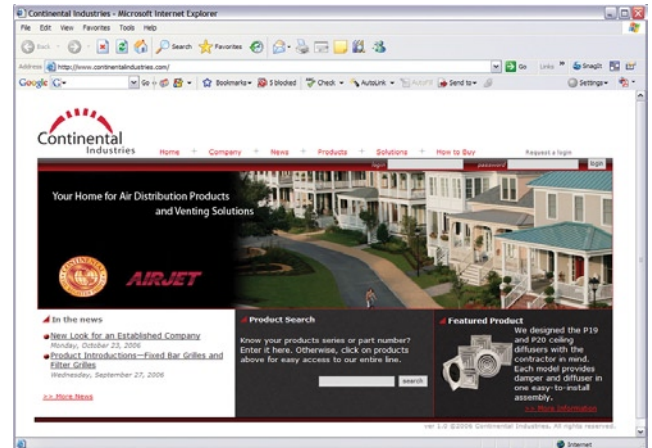 Continental Industries - Microsoft Internet Explorer
File Edit View Favorites Tools Help
Back Search Favorites
Address http://www.continentalindustries.com/ Go Links SnagIt
Google G Go Bookmarks 5 blocked Check AutoLink AutoFill Send to Settings
Continental
Industries
Home + Company + News + Products + Solutions + How to Buy Request a login
login password login
Your Home for Air Distribution Products
and Venting Solutions
CONTINENTAL
AIRJET
In the news
New Look for an Established Company
Monday, October 23, 2006
Product Introductions—Fixed Bar Grilles and
Filter Grilles
Wednesday, September 27, 2006
>> More News
Product Search
Know your products series or part number?
Enter it here. Otherwise, click on products
above for easy access to our entire line.
search
Featured Product
We designed the P19
and P20 ceiling
diffusers with the
contractor in mind.
Each model provides
damper and diffuser in
one easy-to-install
assembly.
>> More Information
ver 1.0 ©2006 Continental Industries. All rights reserved.
Internet